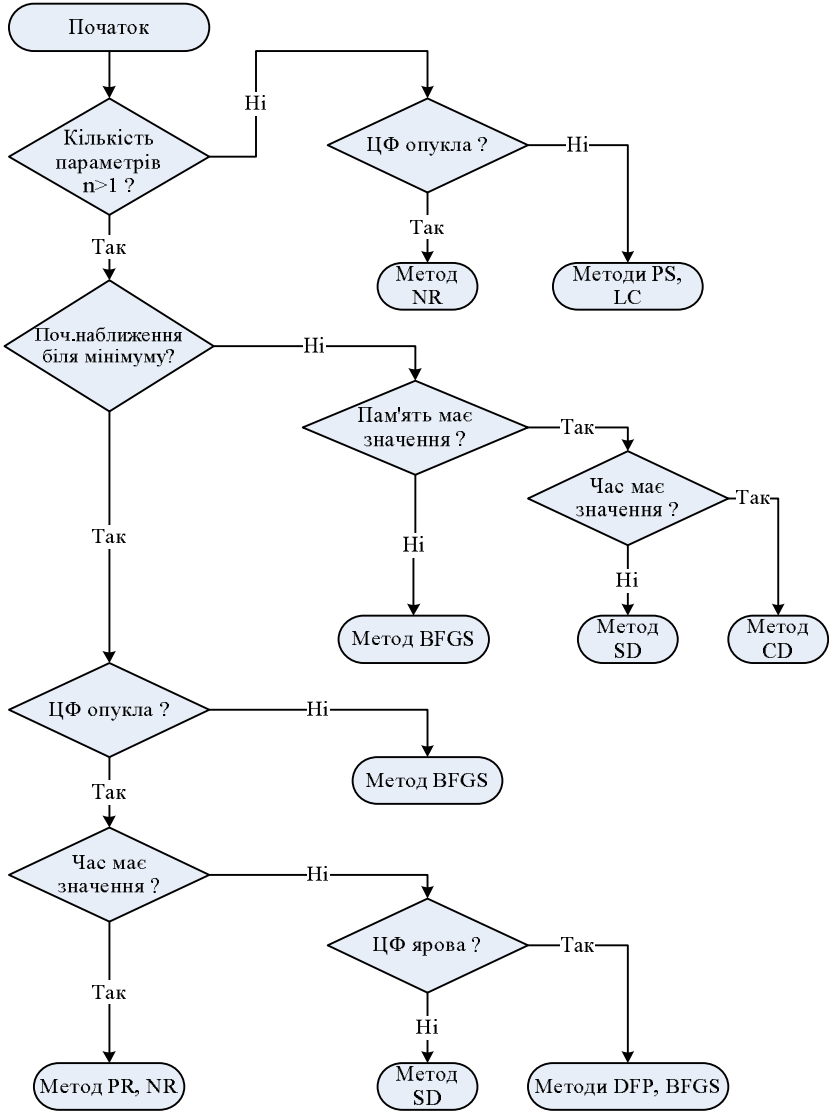 Початок
Ні
Кількість
параметрів
n>1 ?
ЦФ опукла ?
Ні
Так
Так
Метод
NR
Методи PS,
LC
Поч.наближення
біля мінімуму?
Ні
Пам'ять має
значення ?
Так
Час має
значення ?
Так
Так
Ні
Ні
Метод BFGS
Метод
SD
Метод
CD
ЦФ опукла ?
Ні
Метод BFGS
Так
Час має
значення ?
Ні
ЦФ ярова ?
Так
Так
Ні
Метод PR, NR
Метод
SD
Методи DFP, BFGS